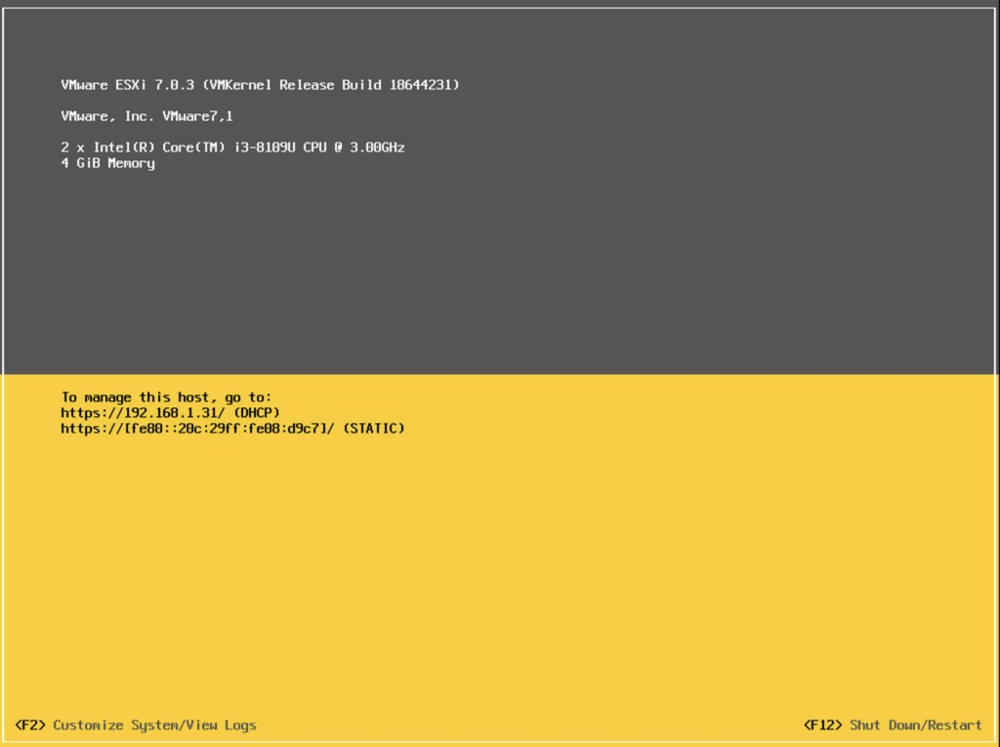 VMware ESXi 7.0.3 (VMKernel Release Build 18644231)
VMware, Inc. VMware7,1
2 x Intel(R) Core(TM) i3-8109U CPU @ 3.00GHz
4 GiB Memory
To manage this host, go to:
https://192.168.1.31/ (DHCP)
https://[fe80::20c:29ff:fe08:d9c7]/ (STATIC)
<F2> Customize System/View Logs
<F12> Shut Down/Restart